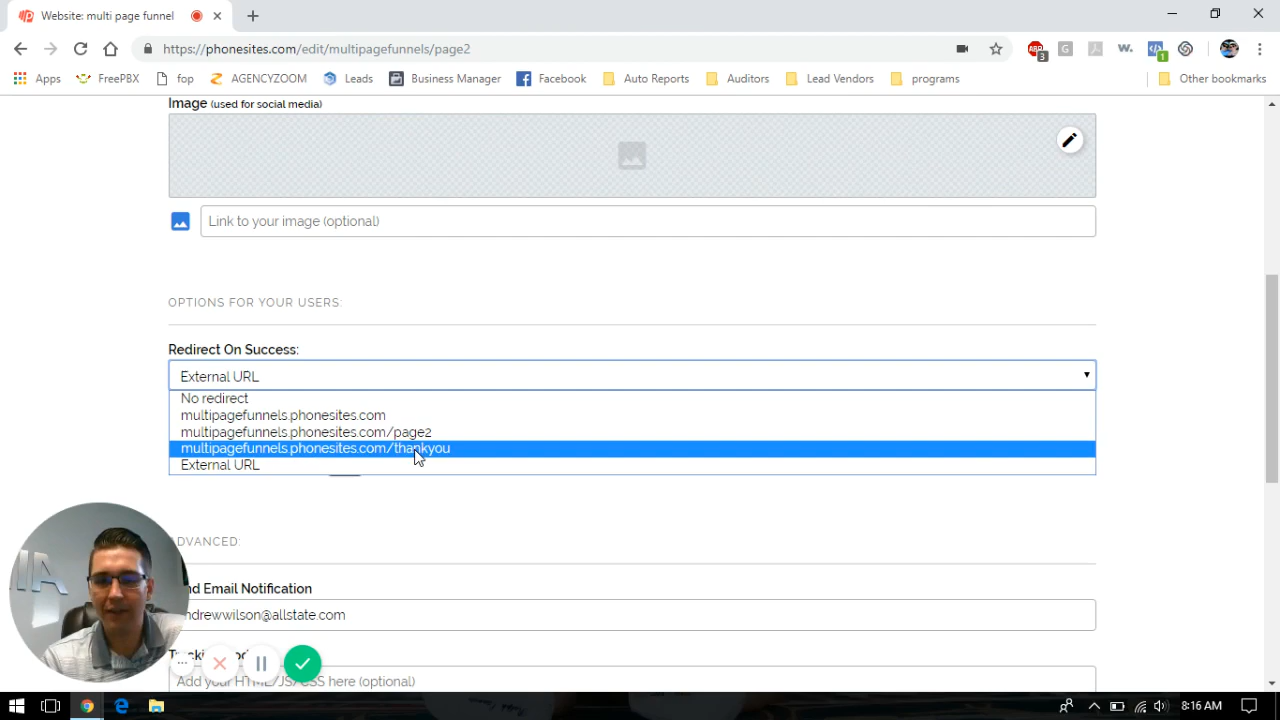 Website: multi page funnel
https://phonesites.com/edit/multipagefunnels/page2
Apps
FreePBX
fop
AGENCYZOOM
Leads
Business Manager
Facebook
Auto Reports
Auditors
Lead Vendors
programs
Other bookmarks
ABP
3
G
W.
1
Image (used for social media)
Link to your image (optional)
OPTIONS FOR YOUR USERS:
Redirect On Success:
External URL
No redirect
multipagefunnels.phonesites.com
multipagefunnels.phonesites.com/page2
multipagefunnels.phonesites.com/thankyou
External URL
ADVANCED:
nd Email Notification
ndrewwilson@allstate.com
Add your HTML/JS/CSS here (optional)
8:16 AM